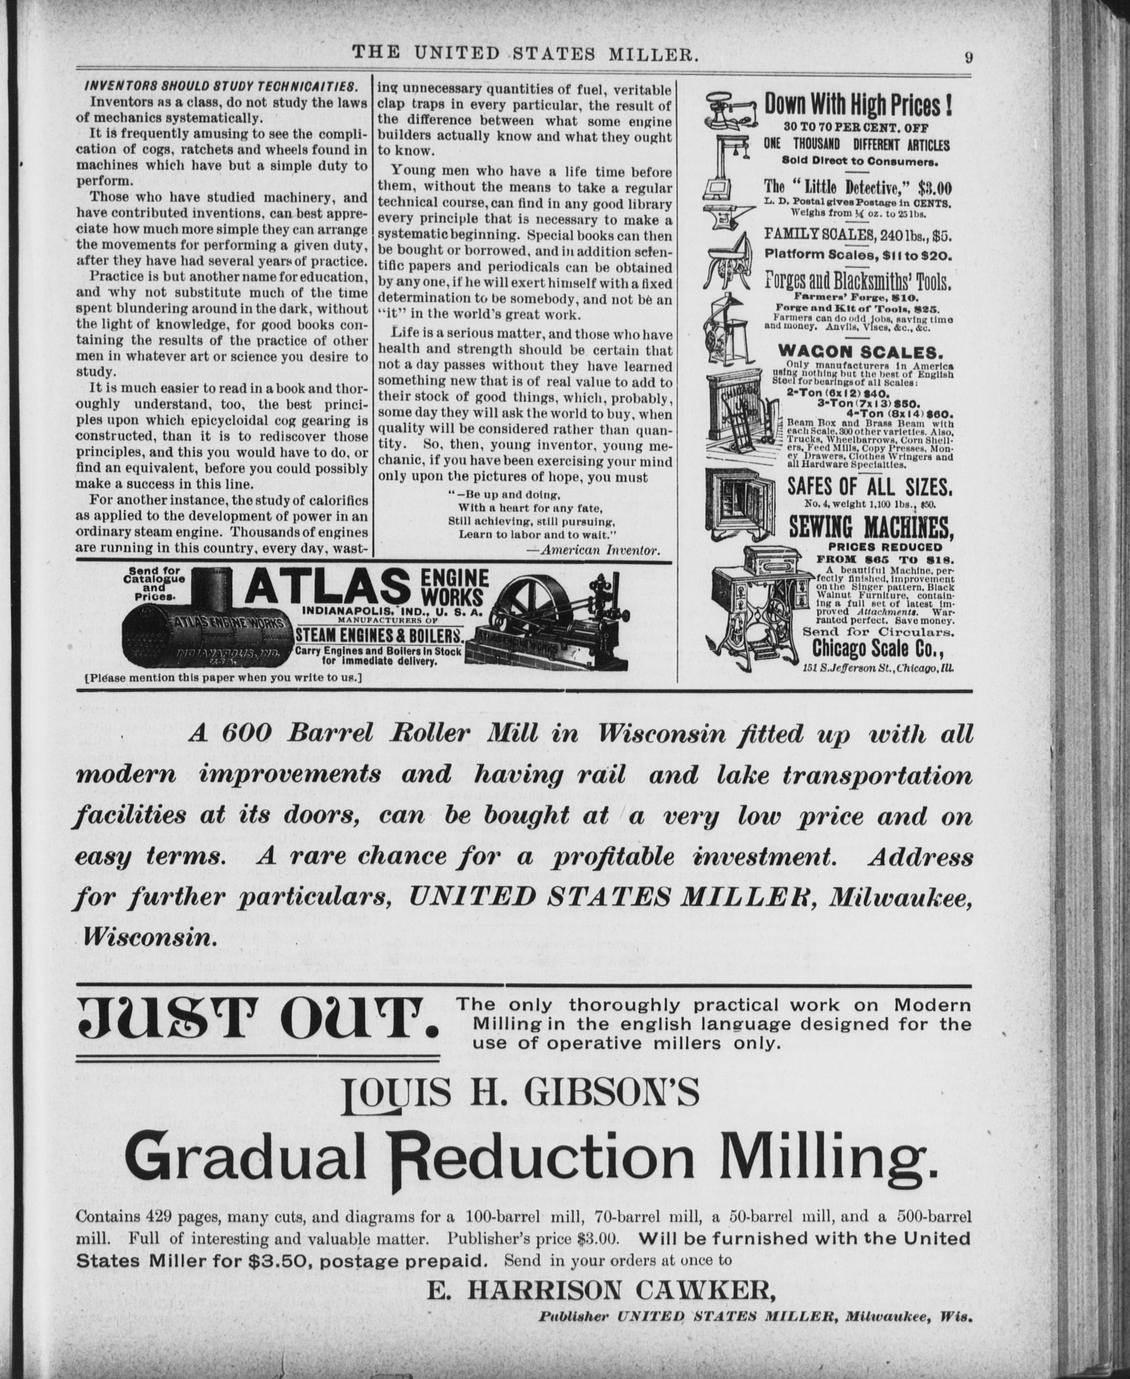 THE UNITED STATES MILLER.
9
INVENTORS SHOULD STUDY TECHNICAITIES.
Inventors as a class, do not study the laws
of mechanics systematically.
It is frequently amusing to see the compli-
cation of cogs, ratchets and wheels found in
machines which have but a simple duty to
perform.
Those who have studied machinery, and
have contributed inventions, can best appre-
ciate how much more simple they can arrange
the movements for performing a given duty,
after they have had several years of practice.
Practice is but another name for education,
and why not substitute much of the time
spent blundering around in the dark, without
the light of knowledge, for good books con-
taining the results of the practice of other
men in whatever art or science you desire to
study.
It is much easier to read in a book and thor-
oughly understand, too, the best princi-
ples upon which epicycloidal cog gearing is
constructed, than it is to rediscover those
principles, and this you would have to do, or
find an equivalent, before you could possibly
make a success in this line.
For another instance, the study of calorifics
as applied to the development of power in an
ordinary steam engine. Thousands of engines
are running in this country, every day, wast-
ing unnecessary quantities of fuel, veritable
clap traps in every particular, the result of
the difference between what some engine
builders actually know and what they ought
to know.
Young men who have a life time before
them, without the means to take a regular
technical course, can find in any good library
every principle that is necessary to make a
systematic beginning. Special books can then
be bought or borrowed, and in addition scien-
tific papers and periodicals can be obtained
by any one, if he will exert himself with a fixed
determination to be somebody, and not be an
"it" in the world's great work.
Life is a serious matter, and those who have
health and strength should be certain that
not a day passes without they have learned
something new that is of real value to add to
their stock of good things, which, probably,
some day they will ask the world to buy, when
quality will be considered rather than quan-
tity. So, then, young inventor, young me-
chanic, if you have been exercising your mind
only upon the pictures of hope, you must
"—Be up and doing,
With a heart for any fate,
Still achieving, still pursuing,
Learn to labor and to wait."
—American Inventor.
Send for
Catalogue
and
Prices.
ATLAS ENGINE WORKS
INDIANAPOLIS, IND.
ATLAS ENGINE
WORKS
INDIANAPOLIS, IND., U. S. A.
MANUFACTURERS OF
STEAM ENGINES & BOILERS.
Carry Engines and Boilers in Stock
for immediate delivery.
[Please mention this paper when you write to us.]
Down With High Prices !
30 TO 70 PER CENT. OFF
ONE THOUSAND DIFFERENT ARTICLES
Sold Direct to Consumers.
The "Little Detective," $3.00
L. D. Postal gives Postage in CENTS.
Weighs from ¼ oz. to 25 lbs.
FAMILY SCALES, 240 lbs., $5.
Platform Scales, $11 to $20.
Forges and Blacksmiths' Tools.
Farmers' Forge, $10.
Forge and Kit of Tools, $25.
Farmers can do odd jobs, saving time
and money. Anvils, Vises, &c., &c.
WAGON SCALES.
Only manufacturers in America
using nothing but the best of English
Steel for bearings of all Scales:
2-Ton (6x12) $40.
3-Ton (7x13) $50.
4-Ton (8x14) $60.
Beam Box and Brass Beam with
each Scale. 300 other varieties. Also,
Trucks, Wheelbarrows, Corn Shell-
ers, Feed Mills, Copy Presses, Mon-
ey Drawers, Clothes Wringers and
all Hardware Specialties.
SAFES OF ALL SIZES.
No. 4, weight 1,100 lbs., $50.
SEWING MACHINES,
PRICES REDUCED
FROM $65 TO $18.
A beautiful Machine, per-
fectly finished, improvement
on the Singer pattern, Black
Walnut Furniture, contain-
ing a full set of latest im-
proved Attachments. War-
ranted perfect. Save money.
Send for Circulars.
Chicago Scale Co.,
151 S. Jefferson St., Chicago, Ill.
A 600 Barrel Roller Mill in Wisconsin fitted up with all
modern improvements and having rail and lake transportation
facilities at its doors, can be bought at a very low price and on
easy terms. A rare chance for a profitable investment. Address
for further particulars, UNITED STATES MILLER, Milwaukee,
Wisconsin.
JUST OUT.
The only thoroughly practical work on Modern
Milling in the english language designed for the
use of operative millers only.
LOUIS H. GIBSON'S
Gradual Reduction Milling.
Contains 429 pages, many cuts, and diagrams for a 100-barrel mill, 70-barrel mill, a 50-barrel mill, and a 500-barrel
mill. Full of interesting and valuable matter. Publisher's price $3.00. Will be furnished with the United
States Miller for $3.50, postage prepaid. Send in your orders at once to
E. HARRISON CAWKER,
Publisher UNITED STATES MILLER, Milwaukee, Wis.